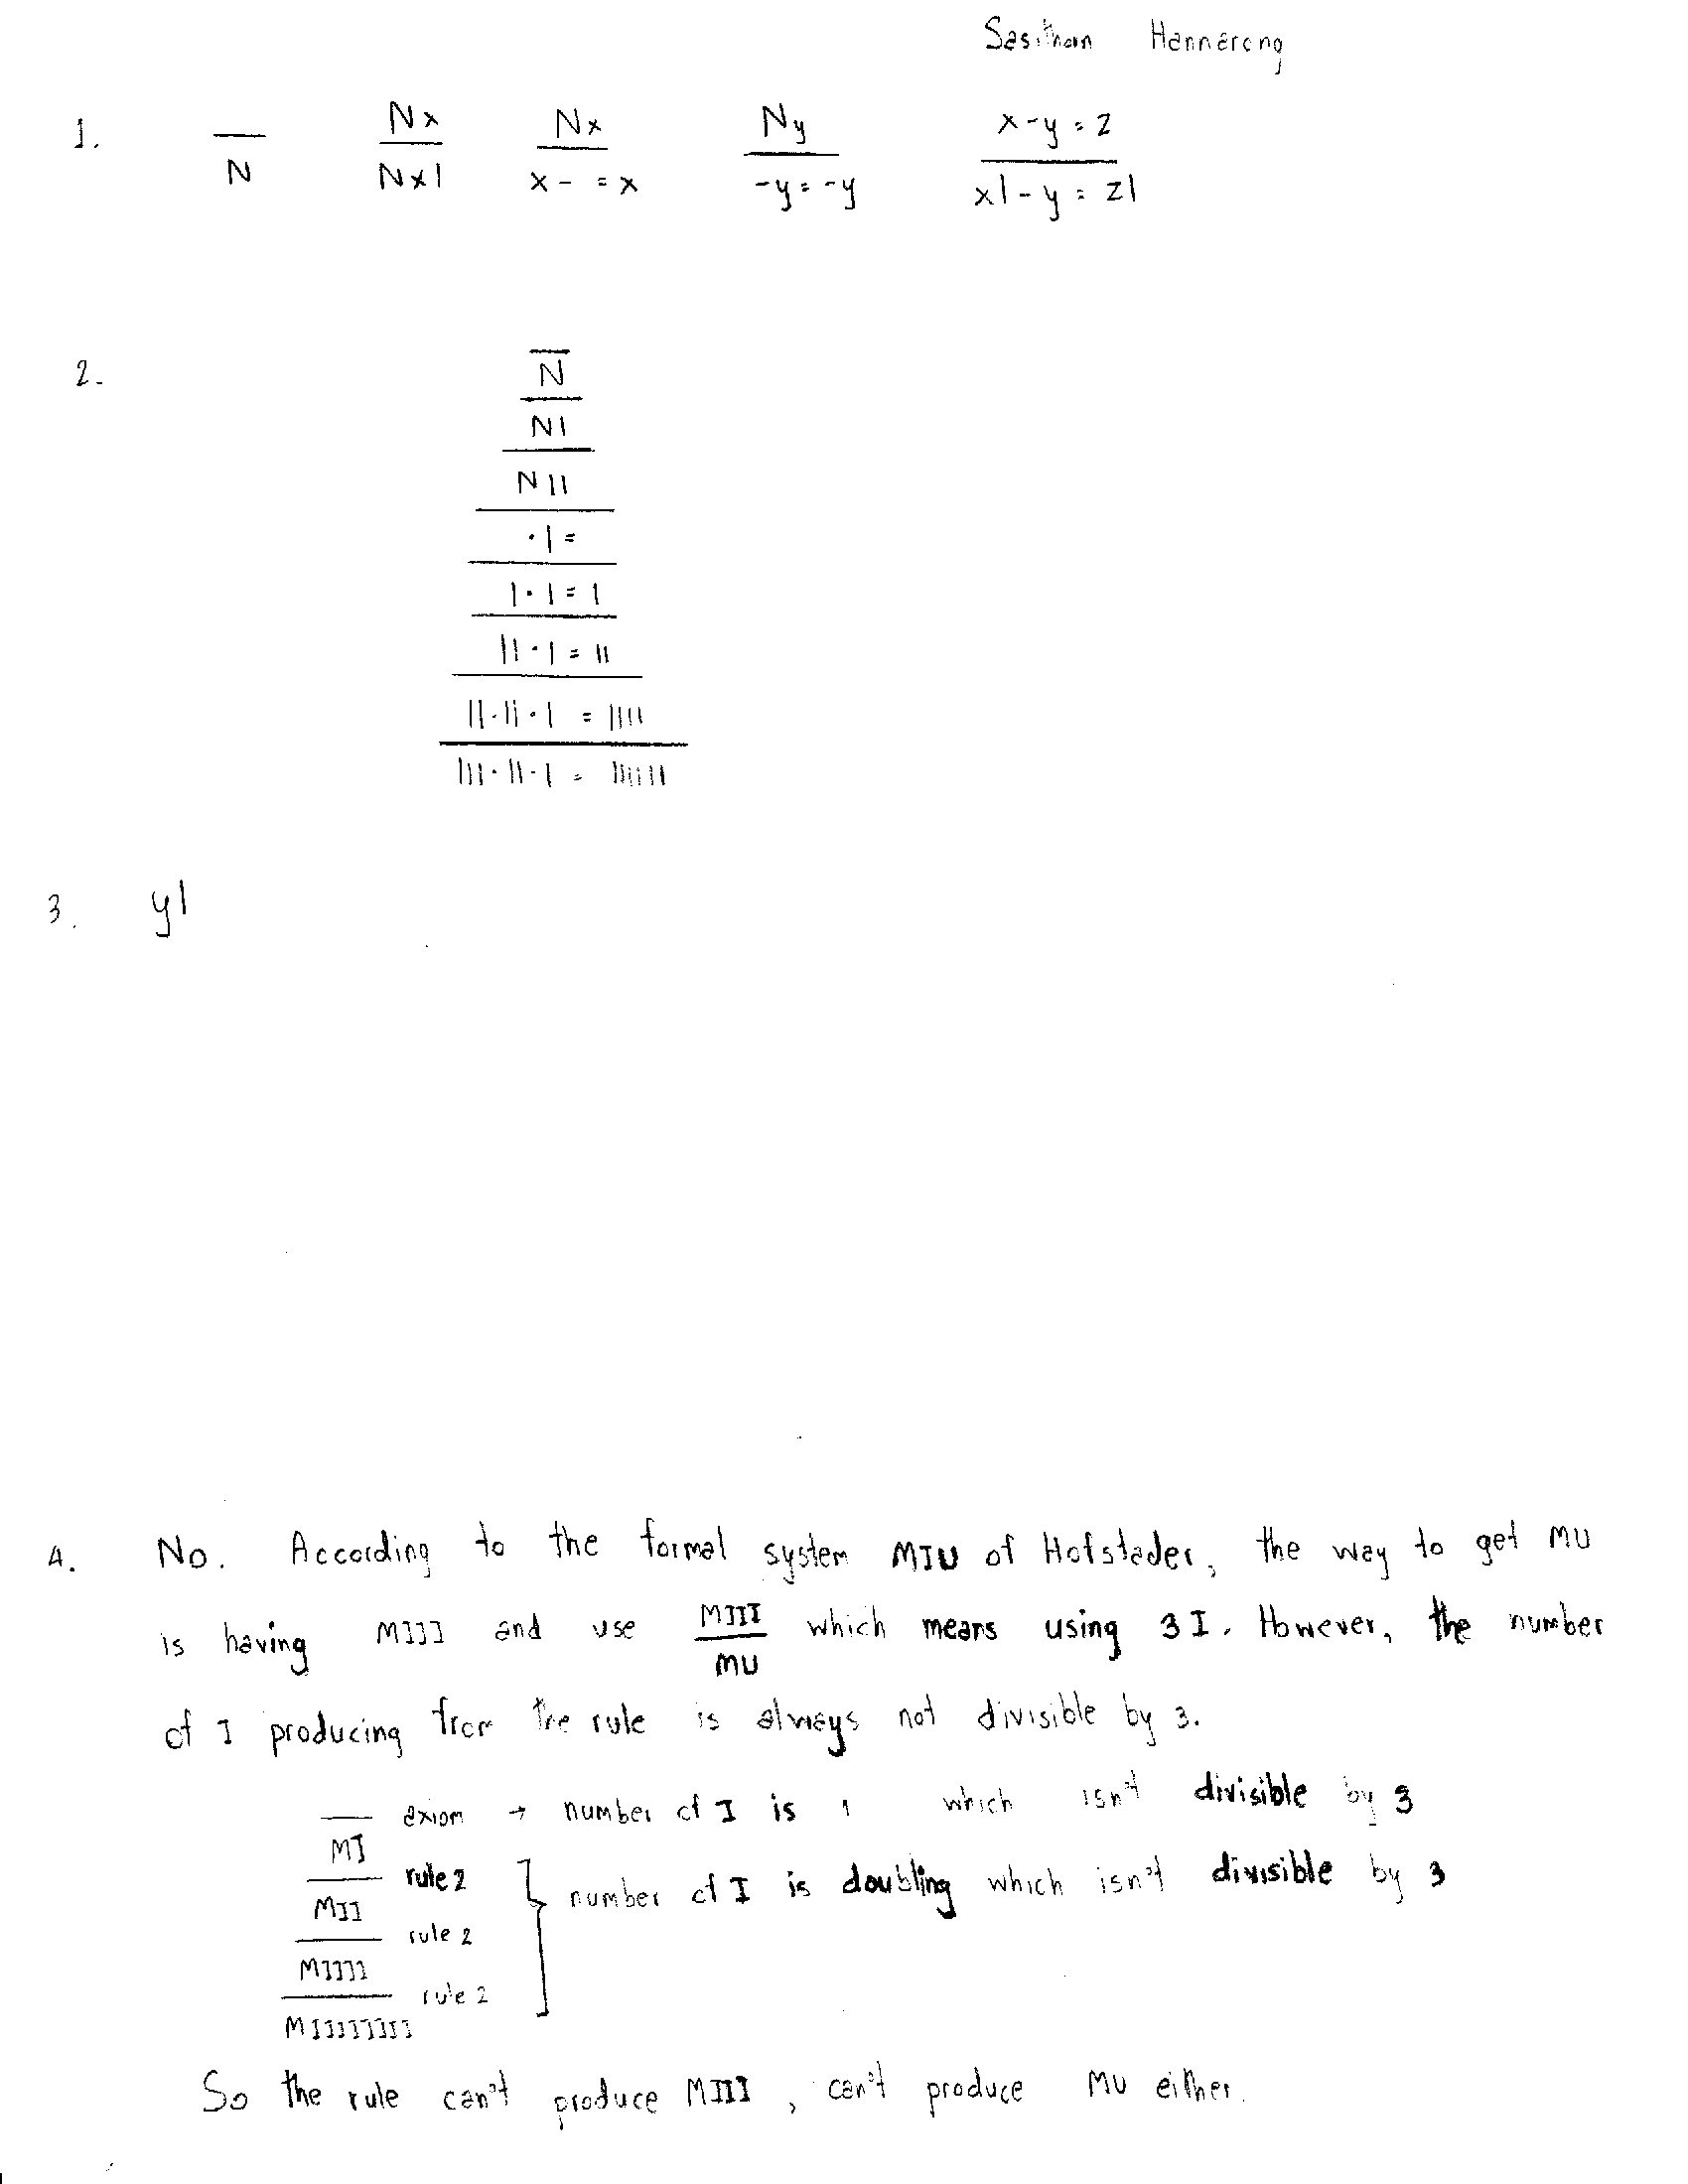 Sasithorn Hannarong
1. — Nx Nx Ny x-y=z
N Nx| x- =x -y=-y x|-y=z|
2. N
N|
N||
·|=
|·|=|
||·|=||
||·||·|=||||
|||·||·|=||||||
3. y|
4. No. According to the formal system MIU of Hofstader, the way to get MU
is having MIII and use MIII which means using 3 I. However, the number
MU
of I producing from the rule is always not divisible by 3.
— axiom → number of I is 1 which isn't divisible by 3
MI
rule 2 number of I is doubling which isn't divisible by 3
MII
rule 2
MIIII
rule 2
MIIIIIIII
So the rule can't produce MIII, can't produce MU either.